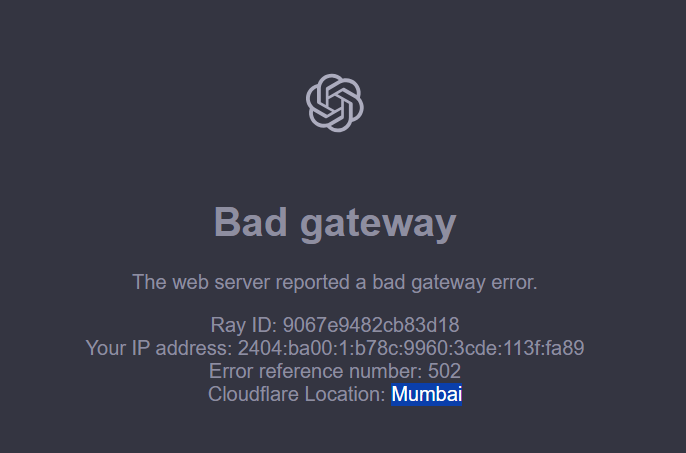 Bad gateway
The web server reported a bad gateway error.
Ray ID: 9067e9482cb83d18
Your IP address: 2404:ba00:1:b78c:9960:3cde:113f:fa89
Error reference number: 502
Cloudflare Location: Mumbai